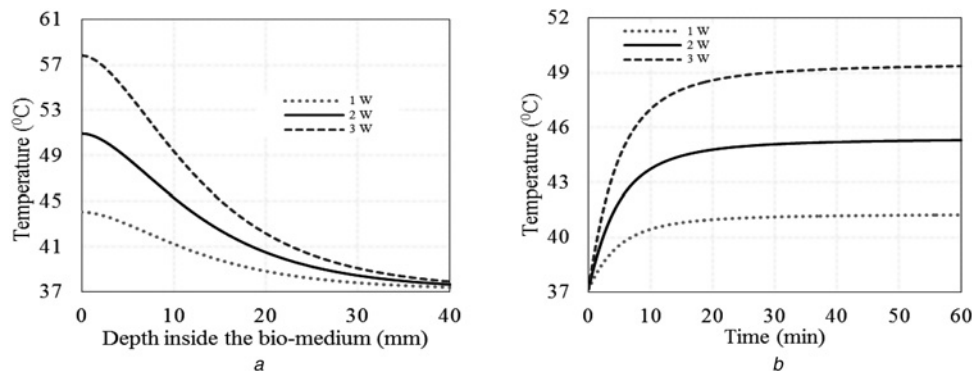 61
57
53
49
45
41
37
Temperature (⁰C)
1 W
2 W
3 W
0
10
20
30
40
Depth inside the bio-medium (mm)
a
52
49
46
43
40
37
Temperature (⁰C)
1 W
2 W
3 W
0
10
20
30
40
50
60
Time (min)
b